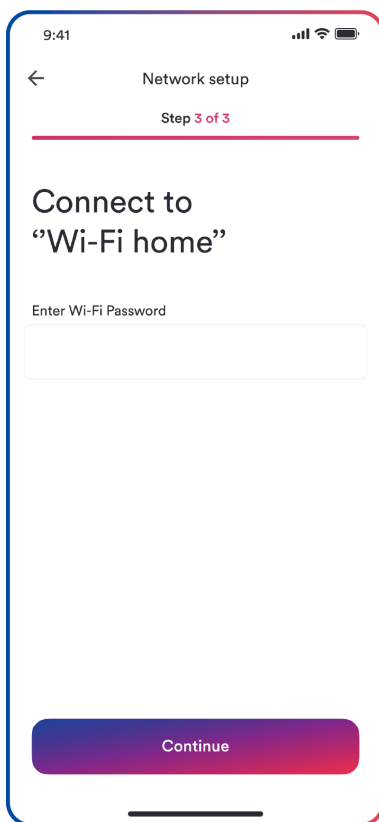 9:41
Network setup
Step 3 of 3
Connect to
‘’Wi-Fi home”
Enter Wi-Fi Password
Continue